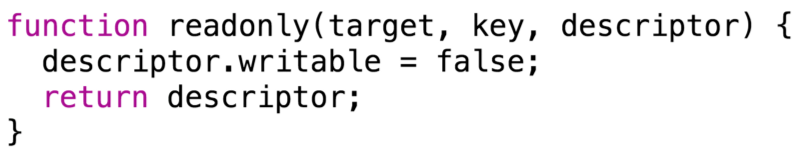 function readonly(target, key, descriptor) {
  descriptor.writable = false;
  return descriptor;
}